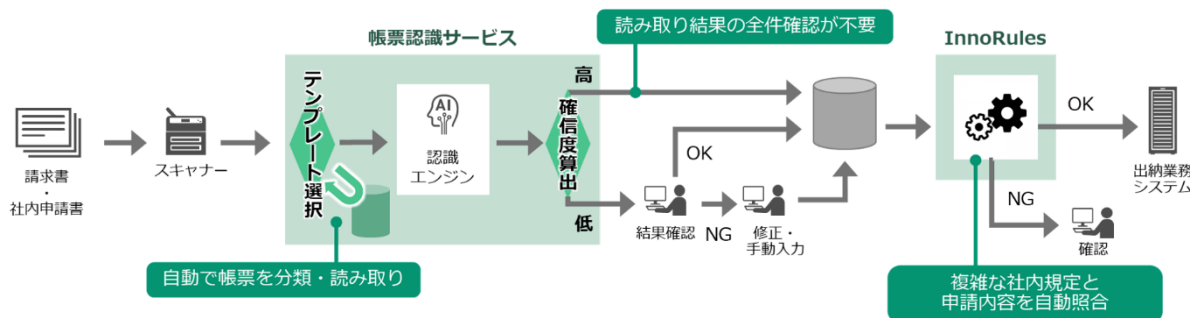 読み取り結果の全件確認が不要
帳票認識サービス
InnoRules
テンプレート選択
AI
認識
エンジン
確信度算出
高
低
請求書
・
社内申請書
スキャナー
OK
結果確認
NG
修正・
手動入力
OK
NG
確認
出納業務
システム
自動で帳票を分類・読み取り
複雑な社内規定と
申請内容を自動照合